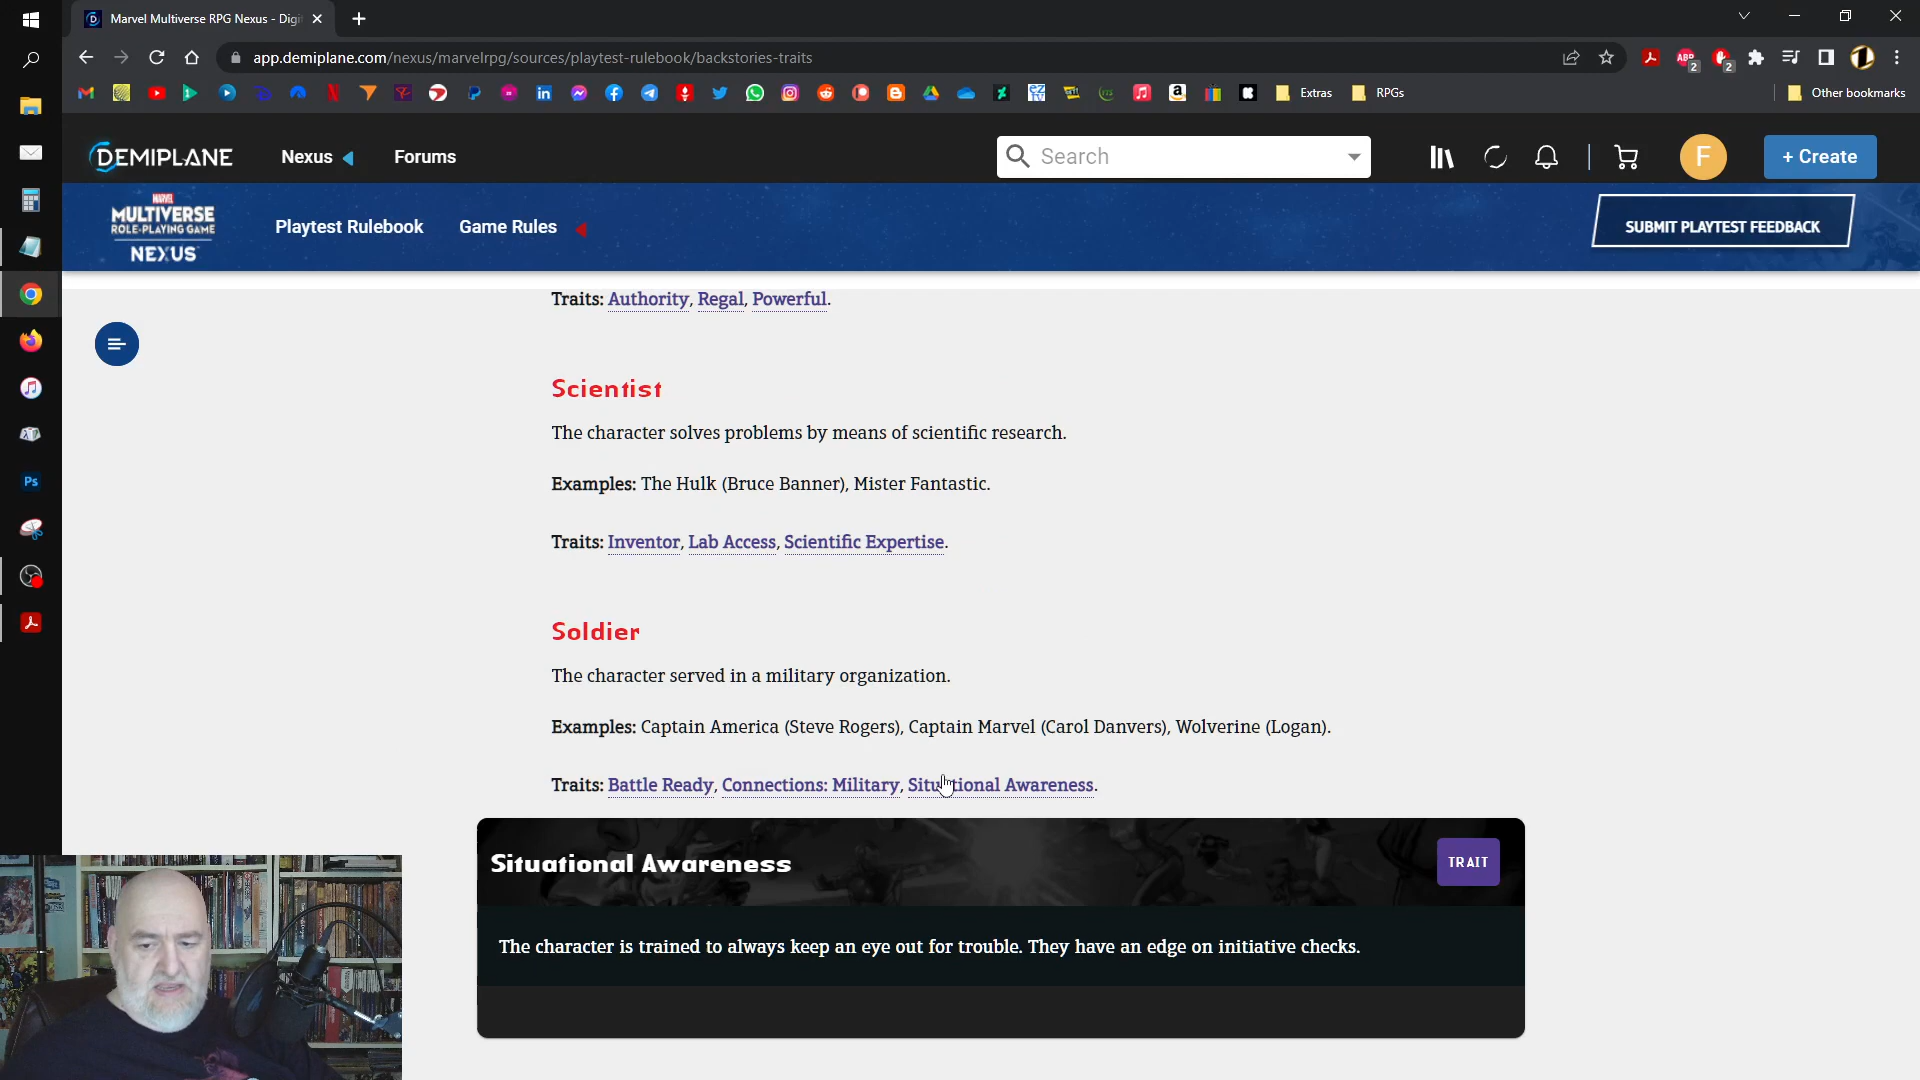 Marvel Multiverse RPG Nexus - Digi
app.demiplane.com/nexus/marvelrpg/sources/playtest-rulebook/backstories-traits
Extras
RPGs
Other bookmarks
DEMIPLANE
Nexus
Forums
Search
F
+ Create
MARVEL
MULTIVERSE
ROLE-PLAYING GAME
NEXUS
Playtest Rulebook
Game Rules
SUBMIT PLAYTEST FEEDBACK
Traits: Authority, Regal, Powerful.
Scientist
The character solves problems by means of scientific research.
Examples: The Hulk (Bruce Banner), Mister Fantastic.
Traits: Inventor, Lab Access, Scientific Expertise.
Soldier
The character served in a military organization.
Examples: Captain America (Steve Rogers), Captain Marvel (Carol Danvers), Wolverine (Logan).
Traits: Battle Ready, Connections: Military, Situational Awareness.
Situational Awareness
TRAIT
The character is trained to always keep an eye out for trouble. They have an edge on initiative checks.
Ps
ABP
2
2